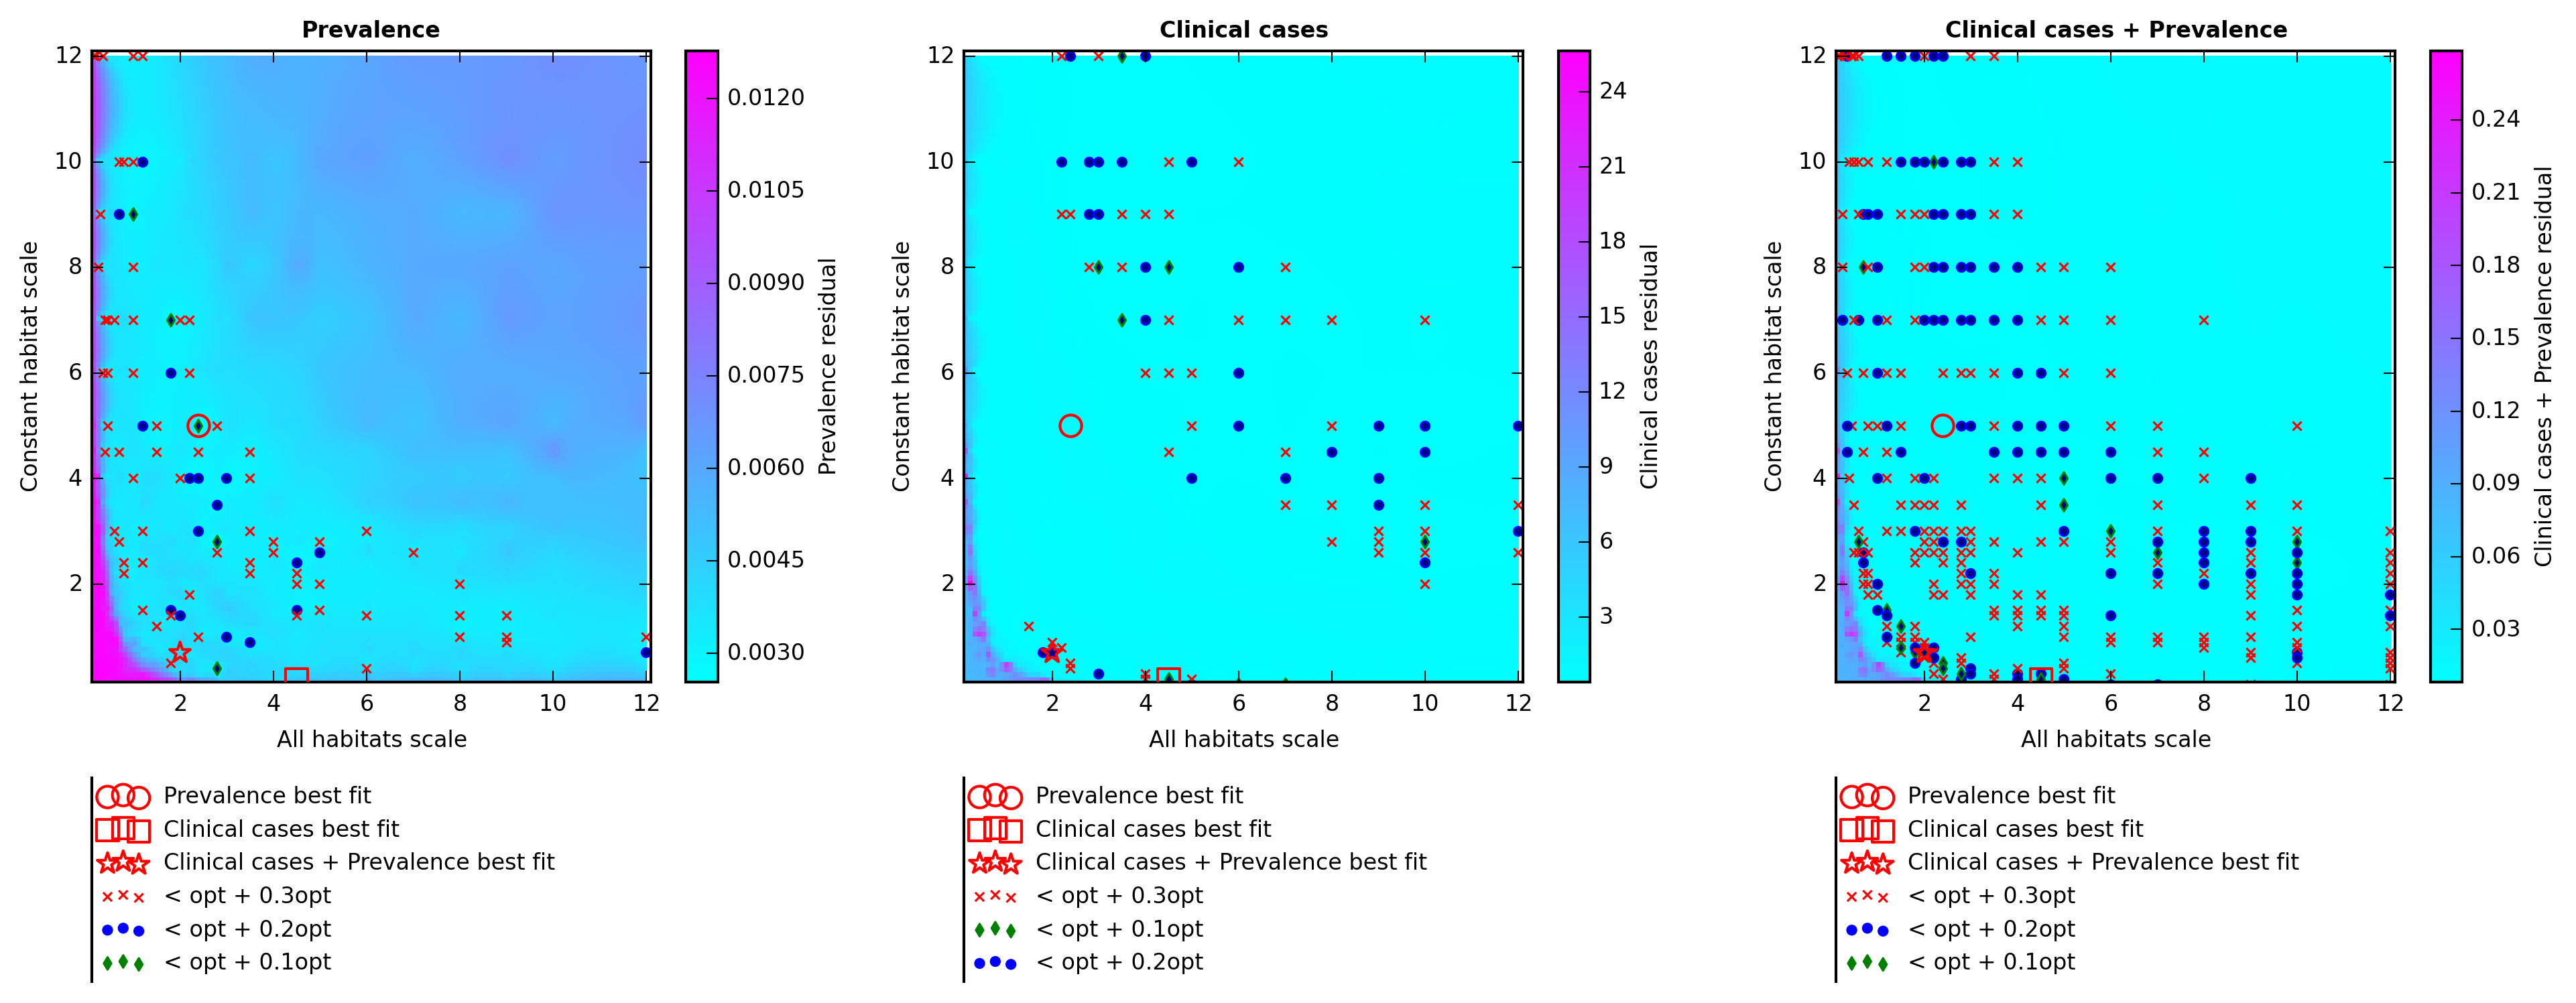 Prevalence
12
10
8
6
4
2
2 4 6 8 10 12
Constant habitat scale
All habitats scale
0.0120
0.0105
0.0090
0.0075
0.0060
0.0045
0.0030
Prevalence residual
Prevalence best fit
Clinical cases best fit
Clinical cases + Prevalence best fit
< opt + 0.3opt
< opt + 0.2opt
< opt + 0.1opt
Clinical cases
12
10
8
6
4
2
2 4 6 8 10 12
Constant habitat scale
All habitats scale
24
21
18
15
12
9
6
3
Clinical cases residual
Prevalence best fit
Clinical cases best fit
Clinical cases + Prevalence best fit
< opt + 0.3opt
< opt + 0.1opt
< opt + 0.2opt
Clinical cases + Prevalence
12
10
8
6
4
2
2 4 6 8 10 12
Constant habitat scale
All habitats scale
0.24
0.21
0.18
0.15
0.12
0.09
0.06
0.03
Clinical cases + Prevalence residual
Prevalence best fit
Clinical cases best fit
Clinical cases + Prevalence best fit
< opt + 0.3opt
< opt + 0.2opt
< opt + 0.1opt